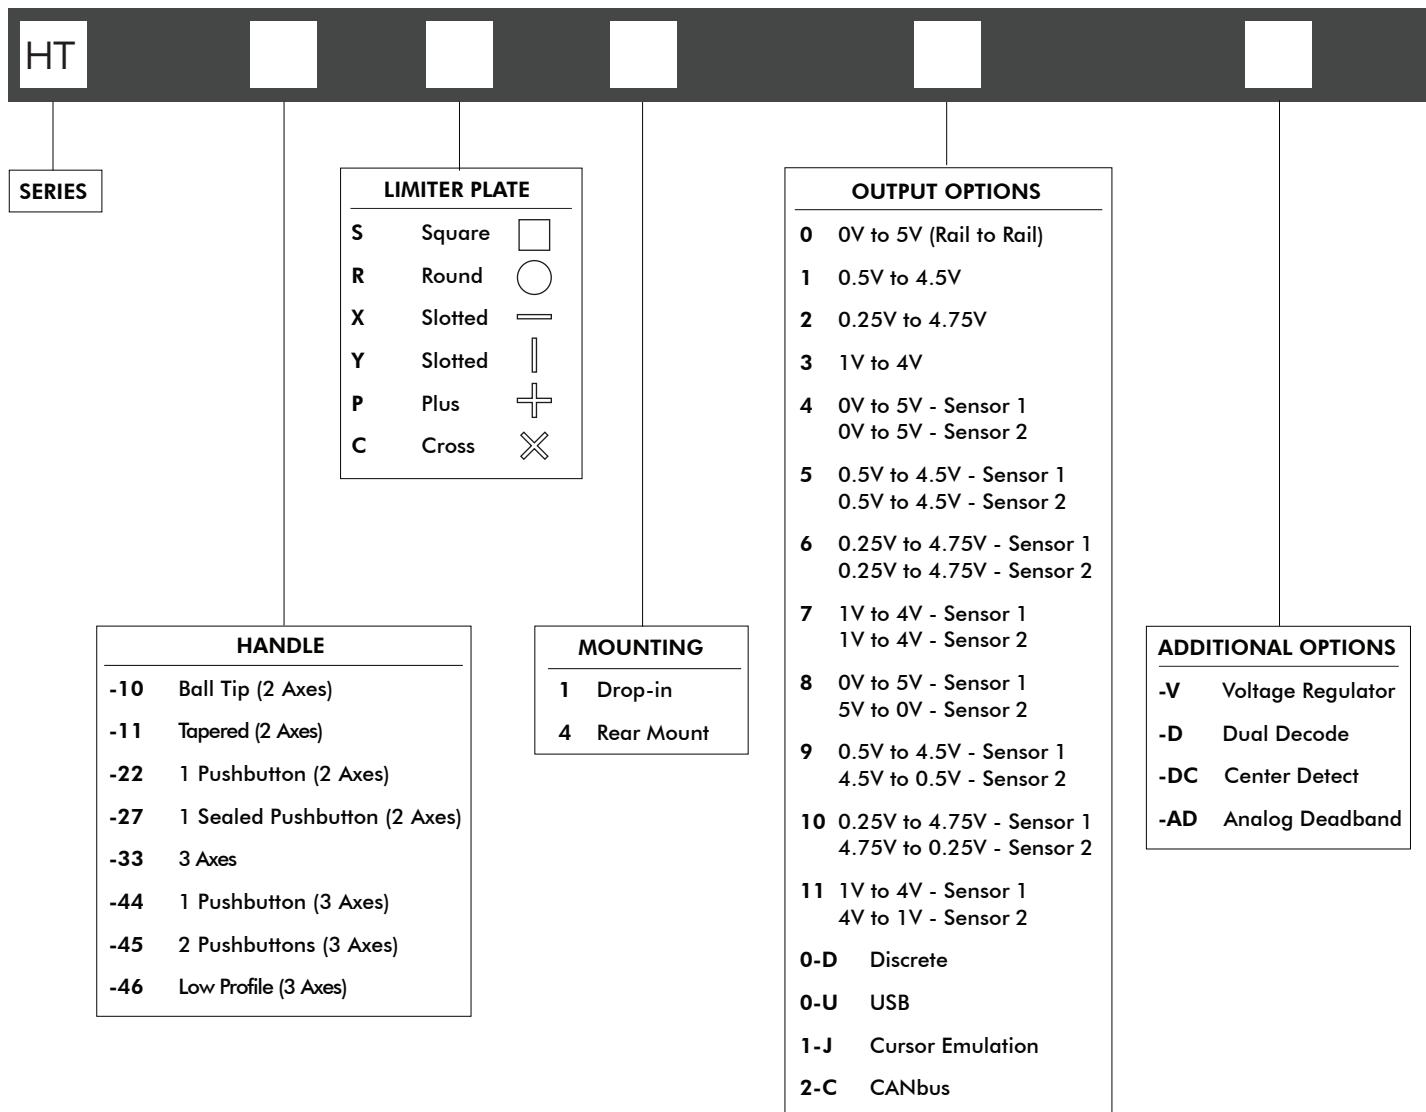 HT
SERIES
LIMITER PLATE
S Square
R Round
X Slotted
Y Slotted
P Plus
C Cross
OUTPUT OPTIONS
0 0V to 5V (Rail to Rail)
1 0.5V to 4.5V
2 0.25V to 4.75V
3 1V to 4V
4 0V to 5V - Sensor 1
0V to 5V - Sensor 2
5 0.5V to 4.5V - Sensor 1
0.5V to 4.5V - Sensor 2
6 0.25V to 4.75V - Sensor 1
0.25V to 4.75V - Sensor 2
7 1V to 4V - Sensor 1
1V to 4V - Sensor 2
8 0V to 5V - Sensor 1
5V to 0V - Sensor 2
9 0.5V to 4.5V - Sensor 1
4.5V to 0.5V - Sensor 2
10 0.25V to 4.75V - Sensor 1
4.75V to 0.25V - Sensor 2
11 1V to 4V - Sensor 1
4V to 1V - Sensor 2
0-D Discrete
0-U USB
1-J Cursor Emulation
2-C CANbus
HANDLE
-10 Ball Tip (2 Axes)
-11 Tapered (2 Axes)
-22 1 Pushbutton (2 Axes)
-27 1 Sealed Pushbutton (2 Axes)
-33 3 Axes
-44 1 Pushbutton (3 Axes)
-45 2 Pushbuttons (3 Axes)
-46 Low Profile (3 Axes)
MOUNTING
1 Drop-in
4 Rear Mount
ADDITIONAL OPTIONS
-V Voltage Regulator
-D Dual Decode
-DC Center Detect
-AD Analog Deadband